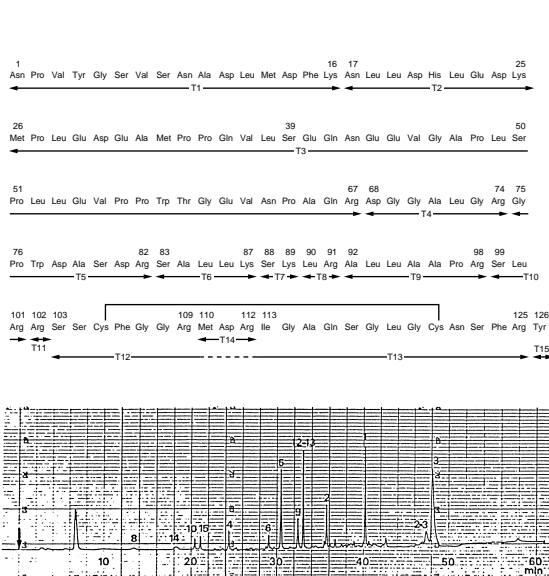 1 16 17 25
Asn Pro Val Tyr Gly Ser Val Ser Asn Ala Asp Leu Met Asp Phe Lys Asn Leu Leu Asp His Leu Glu Asp Lys
T1 T2
26 39 50
Met Pro Leu Glu Asp Glu Ala Met Pro Pro Gln Val Leu Ser Glu Gln Asn Glu Glu Val Gly Ala Pro Leu Ser
T3
51 67 68 74 75
Pro Leu Leu Glu Val Pro Pro Trp Thr Gly Glu Val Asn Pro Ala Gln Arg Asp Gly Gly Ala Leu Gly Arg Gly
T4
76 82 83 87 88 89 90 91 92 98 99
Pro Trp Asp Ala Ser Asp Arg Ser Ala Leu Leu Lys Ser Lys Leu Arg Ala Leu Leu Ala Ala Pro Arg Ser Leu
T5 T6 T7 T8 T9 T10
101 102 103 109 110 112 113 125 126
Arg Arg Ser Ser Cys Phe Gly Gly Arg Met Asp Arg Ile Gly Ala Gln Ser Gly Leu Gly Cys Asn Ser Phe Arg Tyr
T11 T14 T15
T12 T13
1
12-13
3
5
2
9
10 15 4 6 2-3
8 14
10 20 30 40 50 60
min